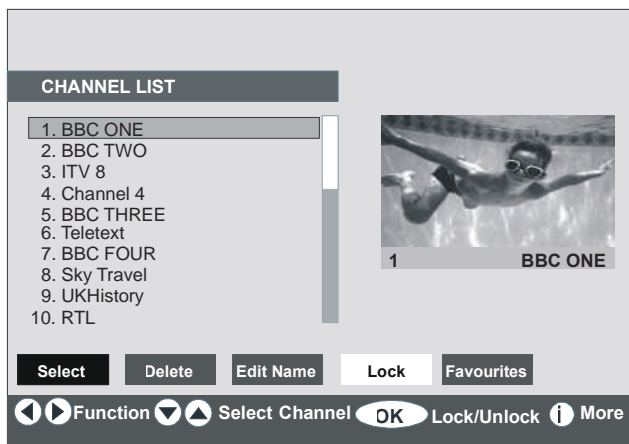 CHANNEL LIST
1. BBC ONE
2. BBC TWO
3. ITV 8
4. Channel 4
5. BBC THREE
6. Teletext
7. BBC FOUR
8. Sky Travel
9. UKHistory
10. RTL
1 BBC ONE
Select Delete Edit Name Lock Favourites
Function Select Channel OK Lock/Unlock i More